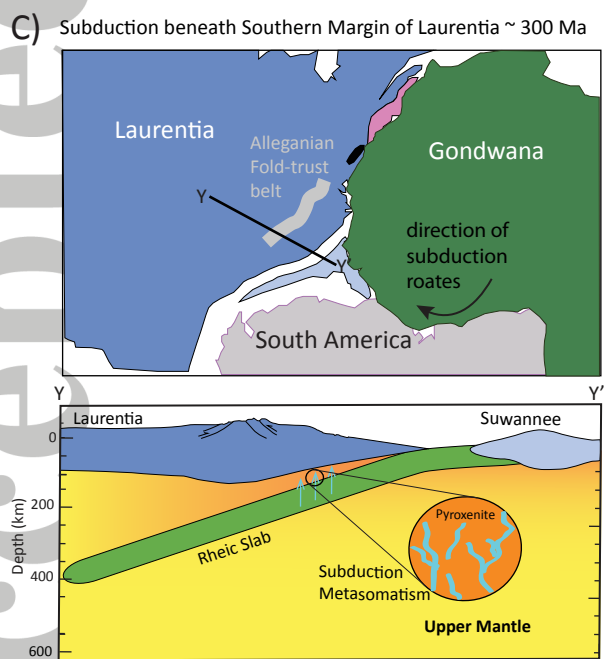 C) Subduction beneath Southern Margin of Laurentia ~ 300 Ma
Laurentia
Alleganian
Fold-trust
belt
Gondwana
Y
Y'
direction of
subduction
roates
South America
Y
Y'
Laurentia
Suwannee
0
200
400
600
Depth (km)
Rheic Slab
Pyroxenite
Subduction
Metasomatism
Upper Mantle